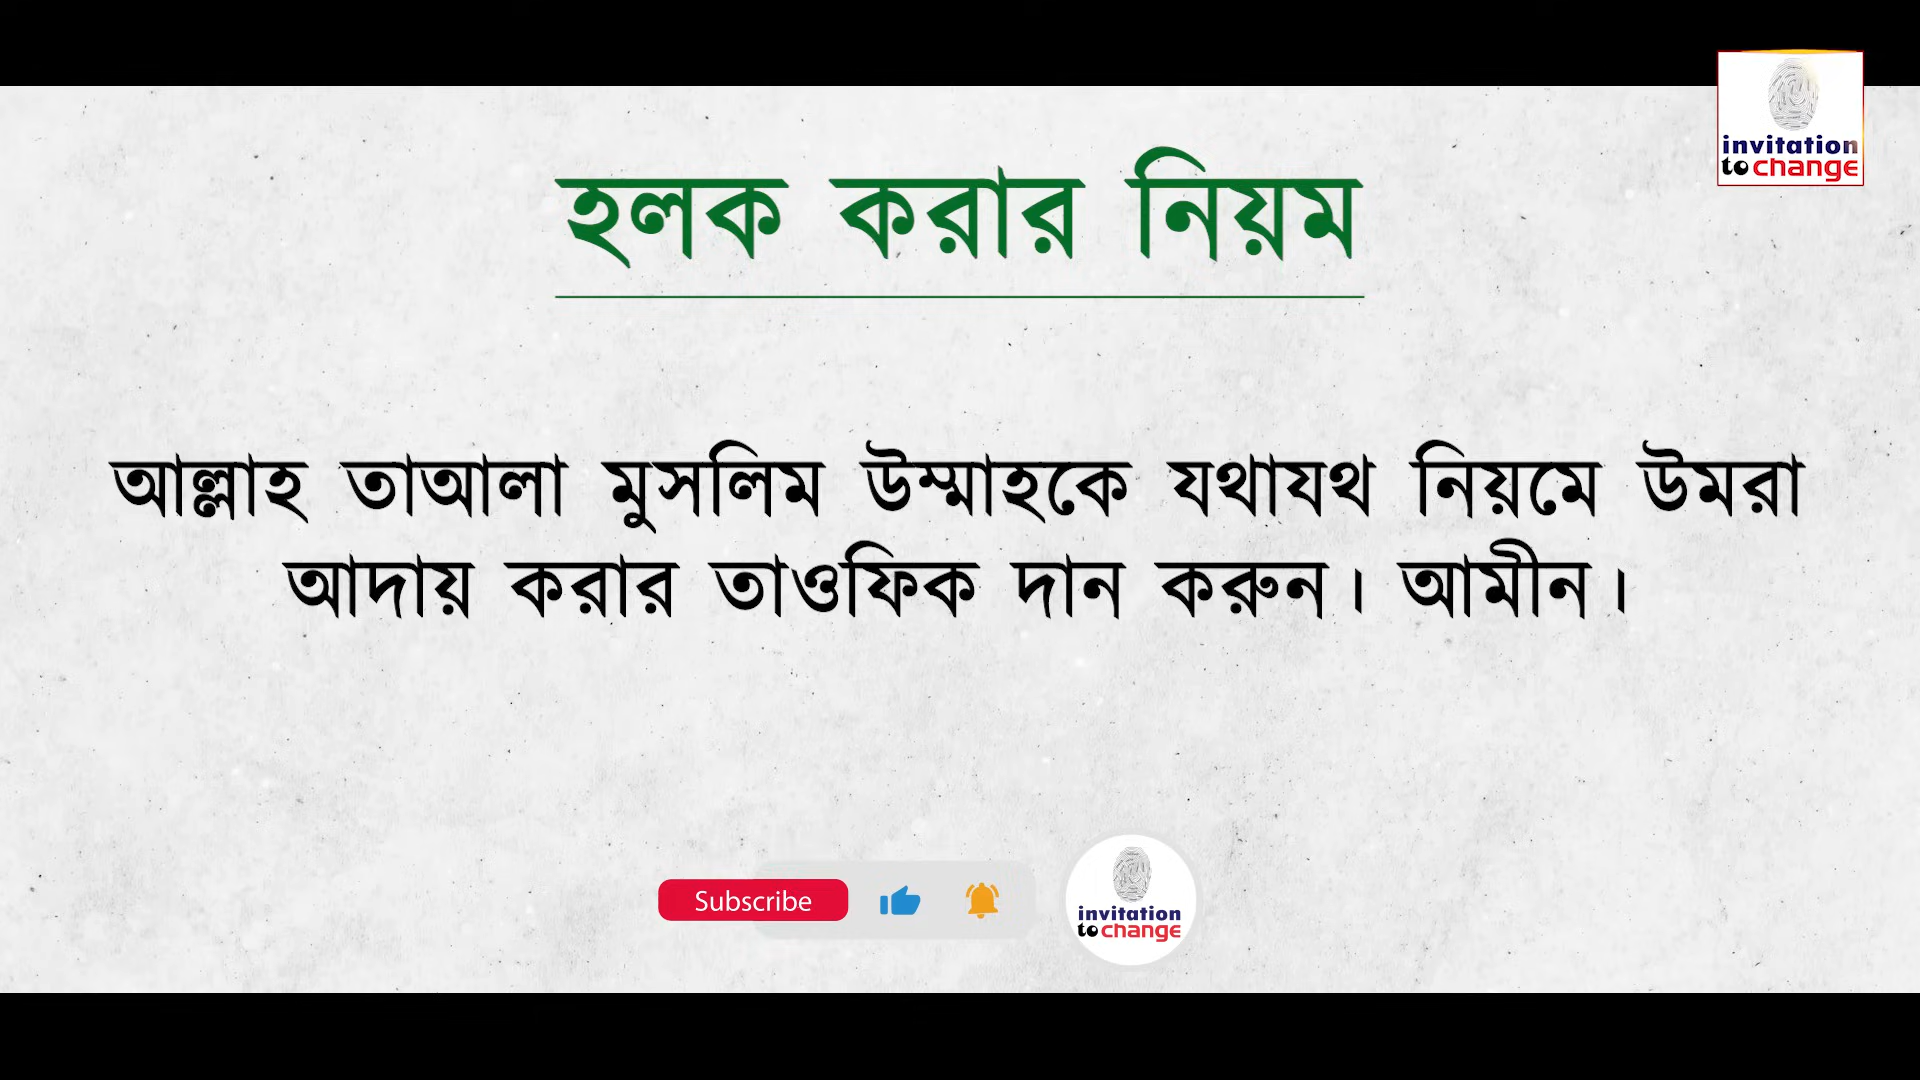 invitation
to change
হলক করার নিয়ম
আল্লাহ তাআলা মুসলিম উম্মাহকে যথাযথ নিয়মে উমরা
আদায় করার তাওফিক দান করুন। আমীন।
Subscribe
invitation
to change